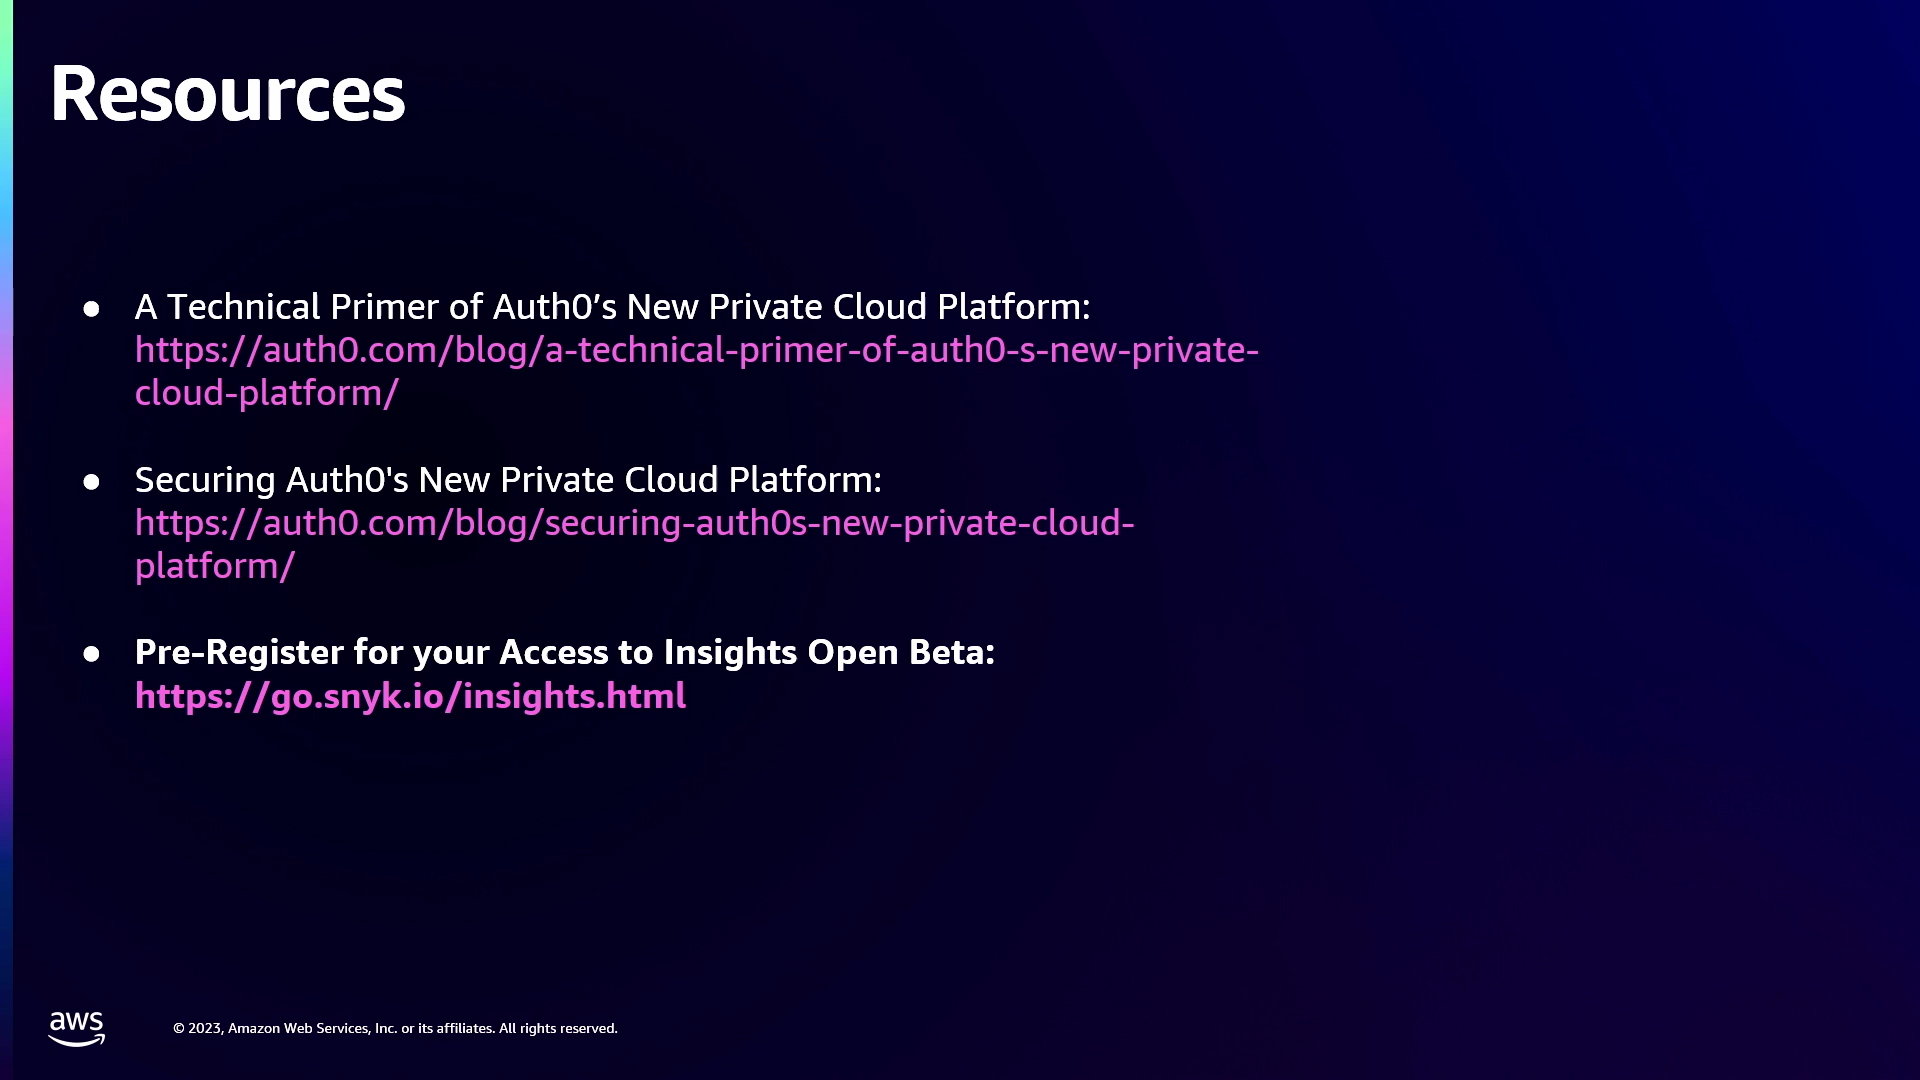 Resources
● A Technical Primer of Auth0’s New Private Cloud Platform:
https://auth0.com/blog/a-technical-primer-of-auth0-s-new-private-
cloud-platform/
● Securing Auth0's New Private Cloud Platform:
https://auth0.com/blog/securing-auth0s-new-private-cloud-
platform/
● Pre-Register for your Access to Insights Open Beta:
https://go.snyk.io/insights.html
aws
© 2023, Amazon Web Services, Inc. or its affiliates. All rights reserved.